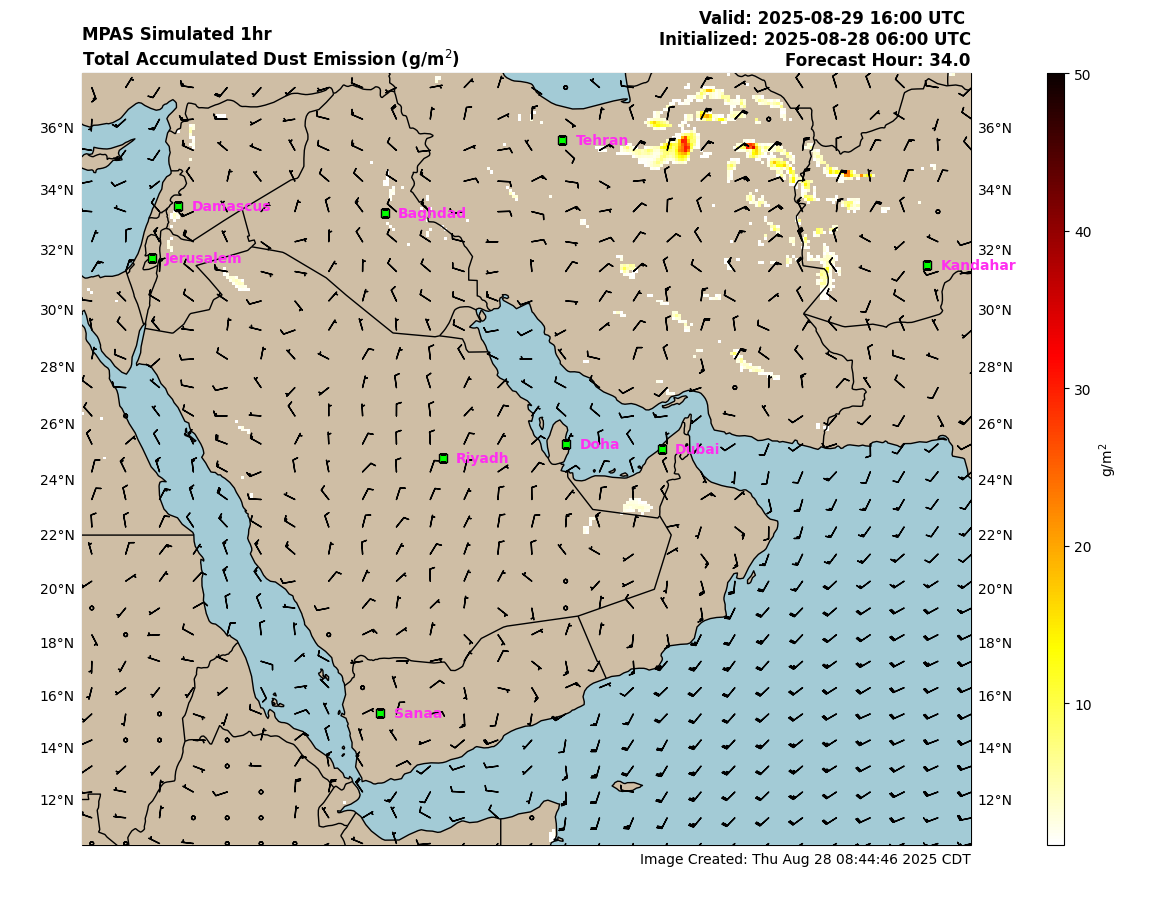 MPAS Simulated 1hr
Total Accumulated Dust Emission (g/m²)
Valid: 2025-08-29 16:00 UTC
Initialized: 2025-08-28 06:00 UTC
Forecast Hour: 34.0
36°N
34°N
32°N
30°N
28°N
26°N
24°N
22°N
20°N
18°N
16°N
14°N
12°N
Tehran
Damascus
Baghdad
Jerusalem
Kandahar
Doha
Dubai
Riyadh
Sanaa
36°N
34°N
32°N
30°N
28°N
26°N
24°N
22°N
20°N
18°N
16°N
14°N
12°N
50
40
30
20
10
g/m²
Image Created: Thu Aug 28 08:44:46 2025 CDT